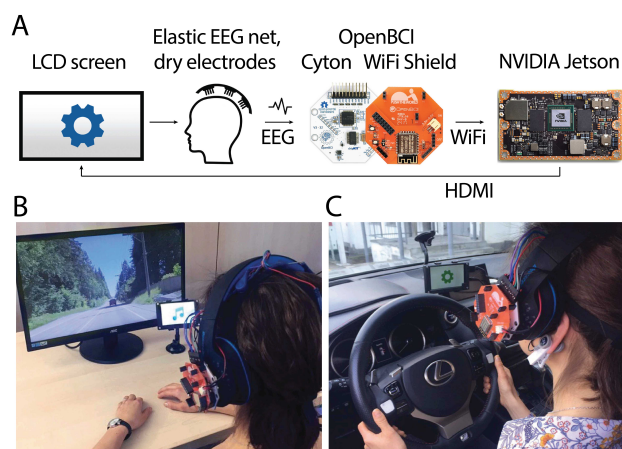 A
Elastic EEG net,
dry electrodes
OpenBCI
LCD screen
Cyton WiFi Shield
NVIDIA Jetson
EEG
WiFi
HDMI
B
C